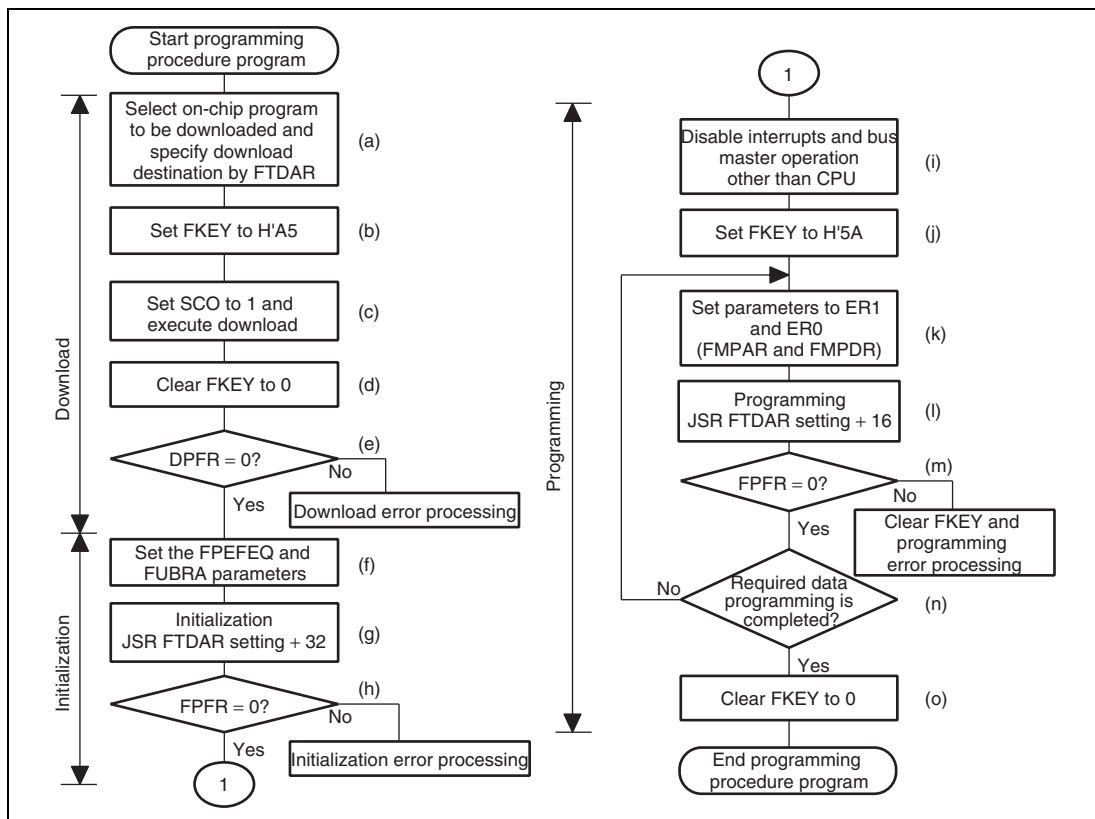 Start programming
procedure program
Select on-chip program
to be downloaded and
specify download
destination by FTDAR
(a)
Set FKEY to H'A5
(b)
Set SCO to 1 and
execute download
(c)
Clear FKEY to 0
(d)
DPFR = 0?
(e)
No
Yes
Download error processing
Download
Set the FPEFEQ and
FUBRA parameters
(f)
Initialization
JSR FTDAR setting + 32
(g)
FPFR = 0?
(h)
No
Yes
Initialization error processing
Initialization
1
1
Disable interrupts and bus
master operation
other than CPU
(i)
Set FKEY to H'5A
(j)
Set parameters to ER1
and ER0
(FMPAR and FMPDR)
(k)
Programming
JSR FTDAR setting + 16
(l)
FPFR = 0?
(m)
No
Yes
Clear FKEY and
programming
error processing
Required data
programming is
completed?
(n)
No
Yes
Clear FKEY to 0
(o)
Programming
End programming
procedure program